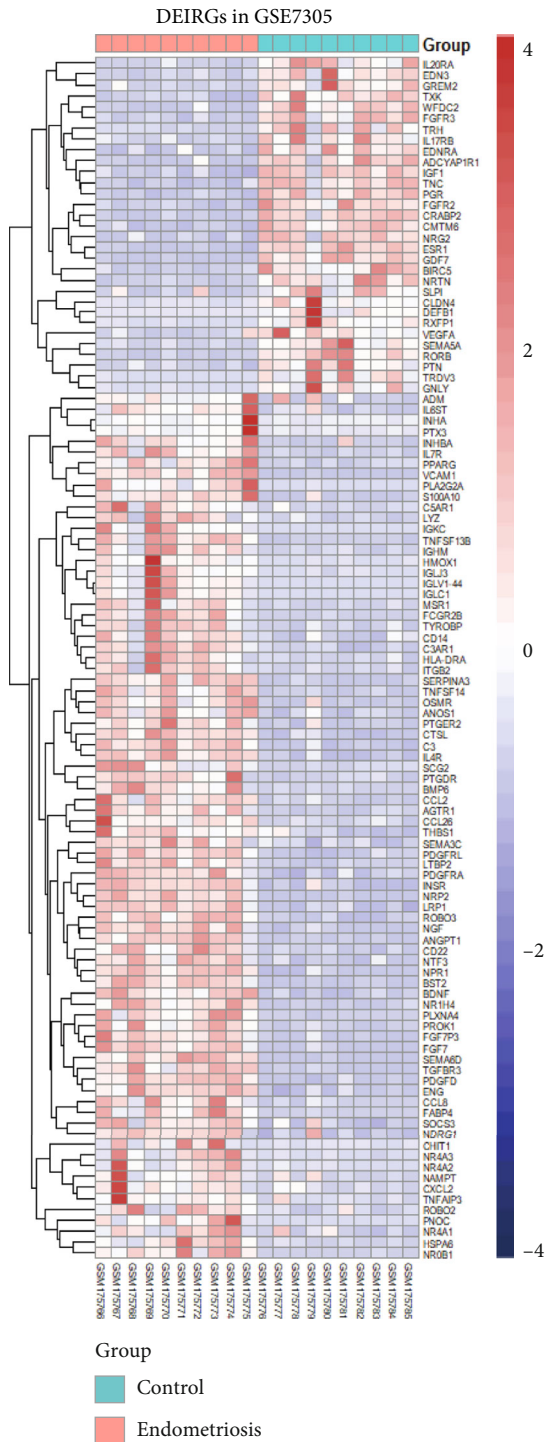 DEIRGs in GSE7305
Group
IL20RA
EDN3
GREM2
TXK
WFDC2
FGFR3
TRH
IL17RB
EDNRA
ADCYAP1R1
IGF1
TNC
PGR
FGFR2
CRABP2
CMTM6
NRG2
ESR1
GDF7
BIRC5
NRTN
SLPI
CLDN4
DEFB1
RXFP1
VEGFA
SEMA5A
RORB
PTN
TRDV3
GNLY
ADM
IL6ST
INHA
PTX3
INHBA
IL7R
PPARG
VCAM1
PLA2G2A
S100A10
C5AR1
LYZ
IGKC
TNFSF13B
IGHM
HMOX1
IGLJ3
IGLV1-44
IGLC1
MSR1
FCGR2B
TYROBP
CD14
C3AR1
HLA-DRA
ITGB2
SERPINA3
TNFSF14
OSMR
ANOS1
PTGER2
CTSL
C3
IL4R
SCG2
PTGDR
BMP6
CCL2
AGTR1
CCL26
THBS1
SEMA3C
PDGFRL
LTBP2
PDGFRA
INSR
NRP2
LRP1
ROBO3
NGF
ANGPT1
CD22
NTF3
NPR1
BST2
BDNF
NR1H4
PLXNA4
PROK1
FGF7P3
FGF7
SEMA6D
TGFBR3
PDGFD
ENG
CCL8
FABP4
SOCS3
NDRG1
CHIT1
NR4A3
NR4A2
NAMPT
CXCL2
TNFAIP3
ROBO2
PNOC
NR4A1
HSPA6
NR0B1
4
2
0
−2
−4
GSM175766
GSM175767
GSM175768
GSM175769
GSM175770
GSM175771
GSM175772
GSM175773
GSM175774
GSM175775
GSM175776
GSM175777
GSM175778
GSM175779
GSM175780
GSM175781
GSM175782
GSM175783
GSM175784
GSM175785
Group
Control
Endometriosis